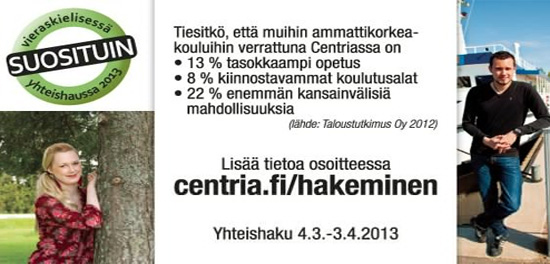 vieraskielisessä
SUOSITUIN
yhteishaussa 2013
Tiesitkö, että muihin ammattikorkea-
kouluihin verrattuna Centriassa on
• 13 % tasokkaampi opetus
• 8 % kiinnostavammat koulutusalat
• 22 % enemmän kansainvälisiä
mahdollisuuksia
(lähde: Taloustutkimus Oy 2012)
Lisää tietoa osoitteessa
centria.fi/hakeminen
Yhteishaku 4.3.-3.4.2013